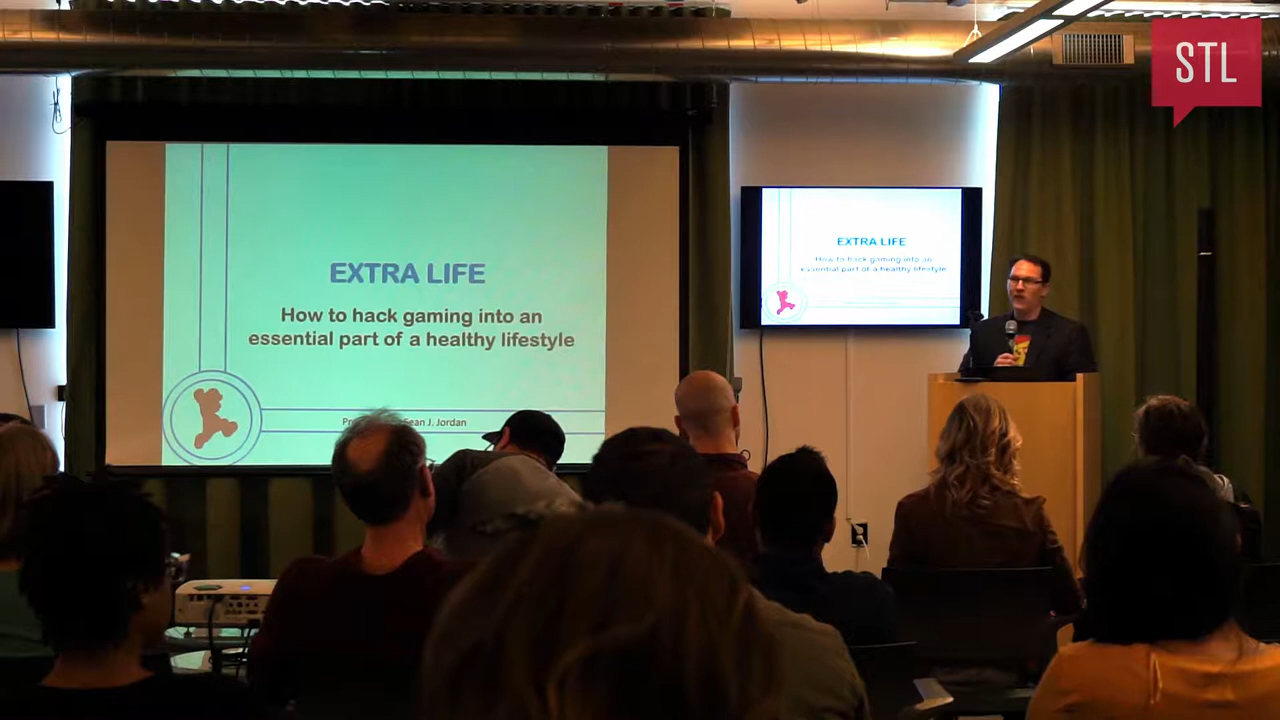 STL
EXTRA LIFE
How to hack gaming into an
essential part of a healthy lifestyle
Sean J. Jordan
EXTRA LIFE
How to hack gaming into an
essential part of a healthy lifestyle